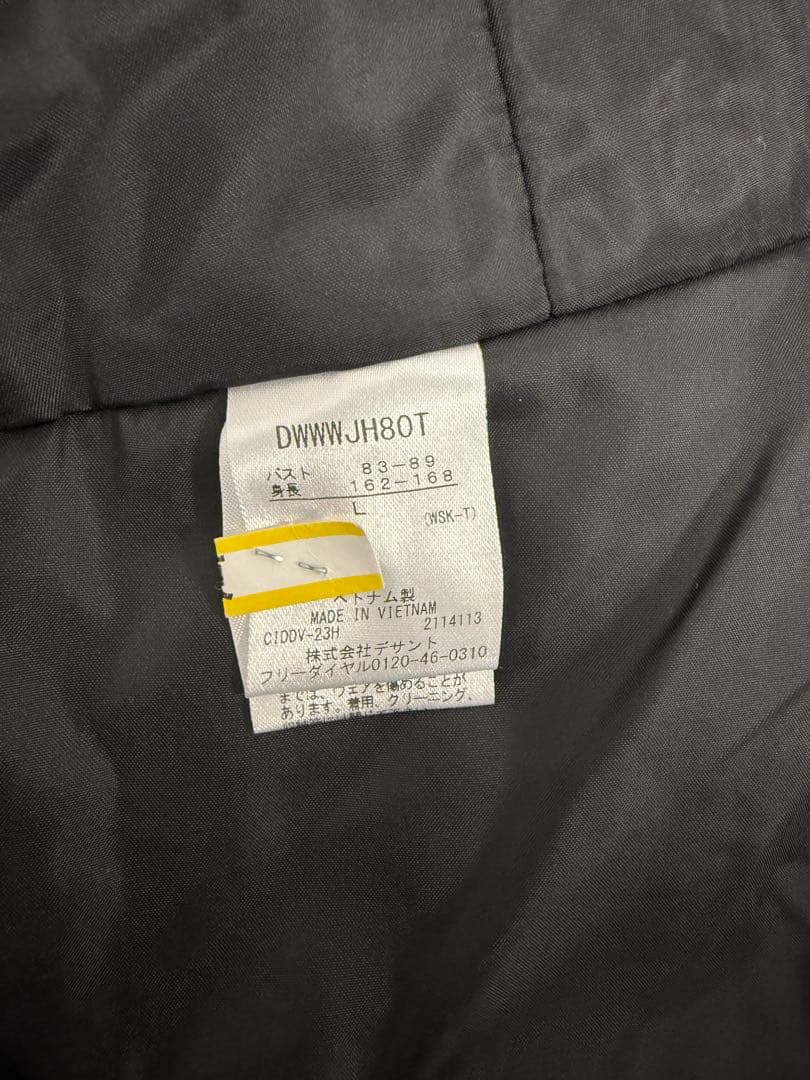 DWWWJH80T
バスト 83-89
身長 162-168
L
(WSK-T)
ベトナム製
MADE IN VIETNAM
CIDDV-23H 2114113
株式会社デサント
フリーダイヤル0120-46-0310
までは、ウェアを傷めることが
あります。着用、クリーニング、